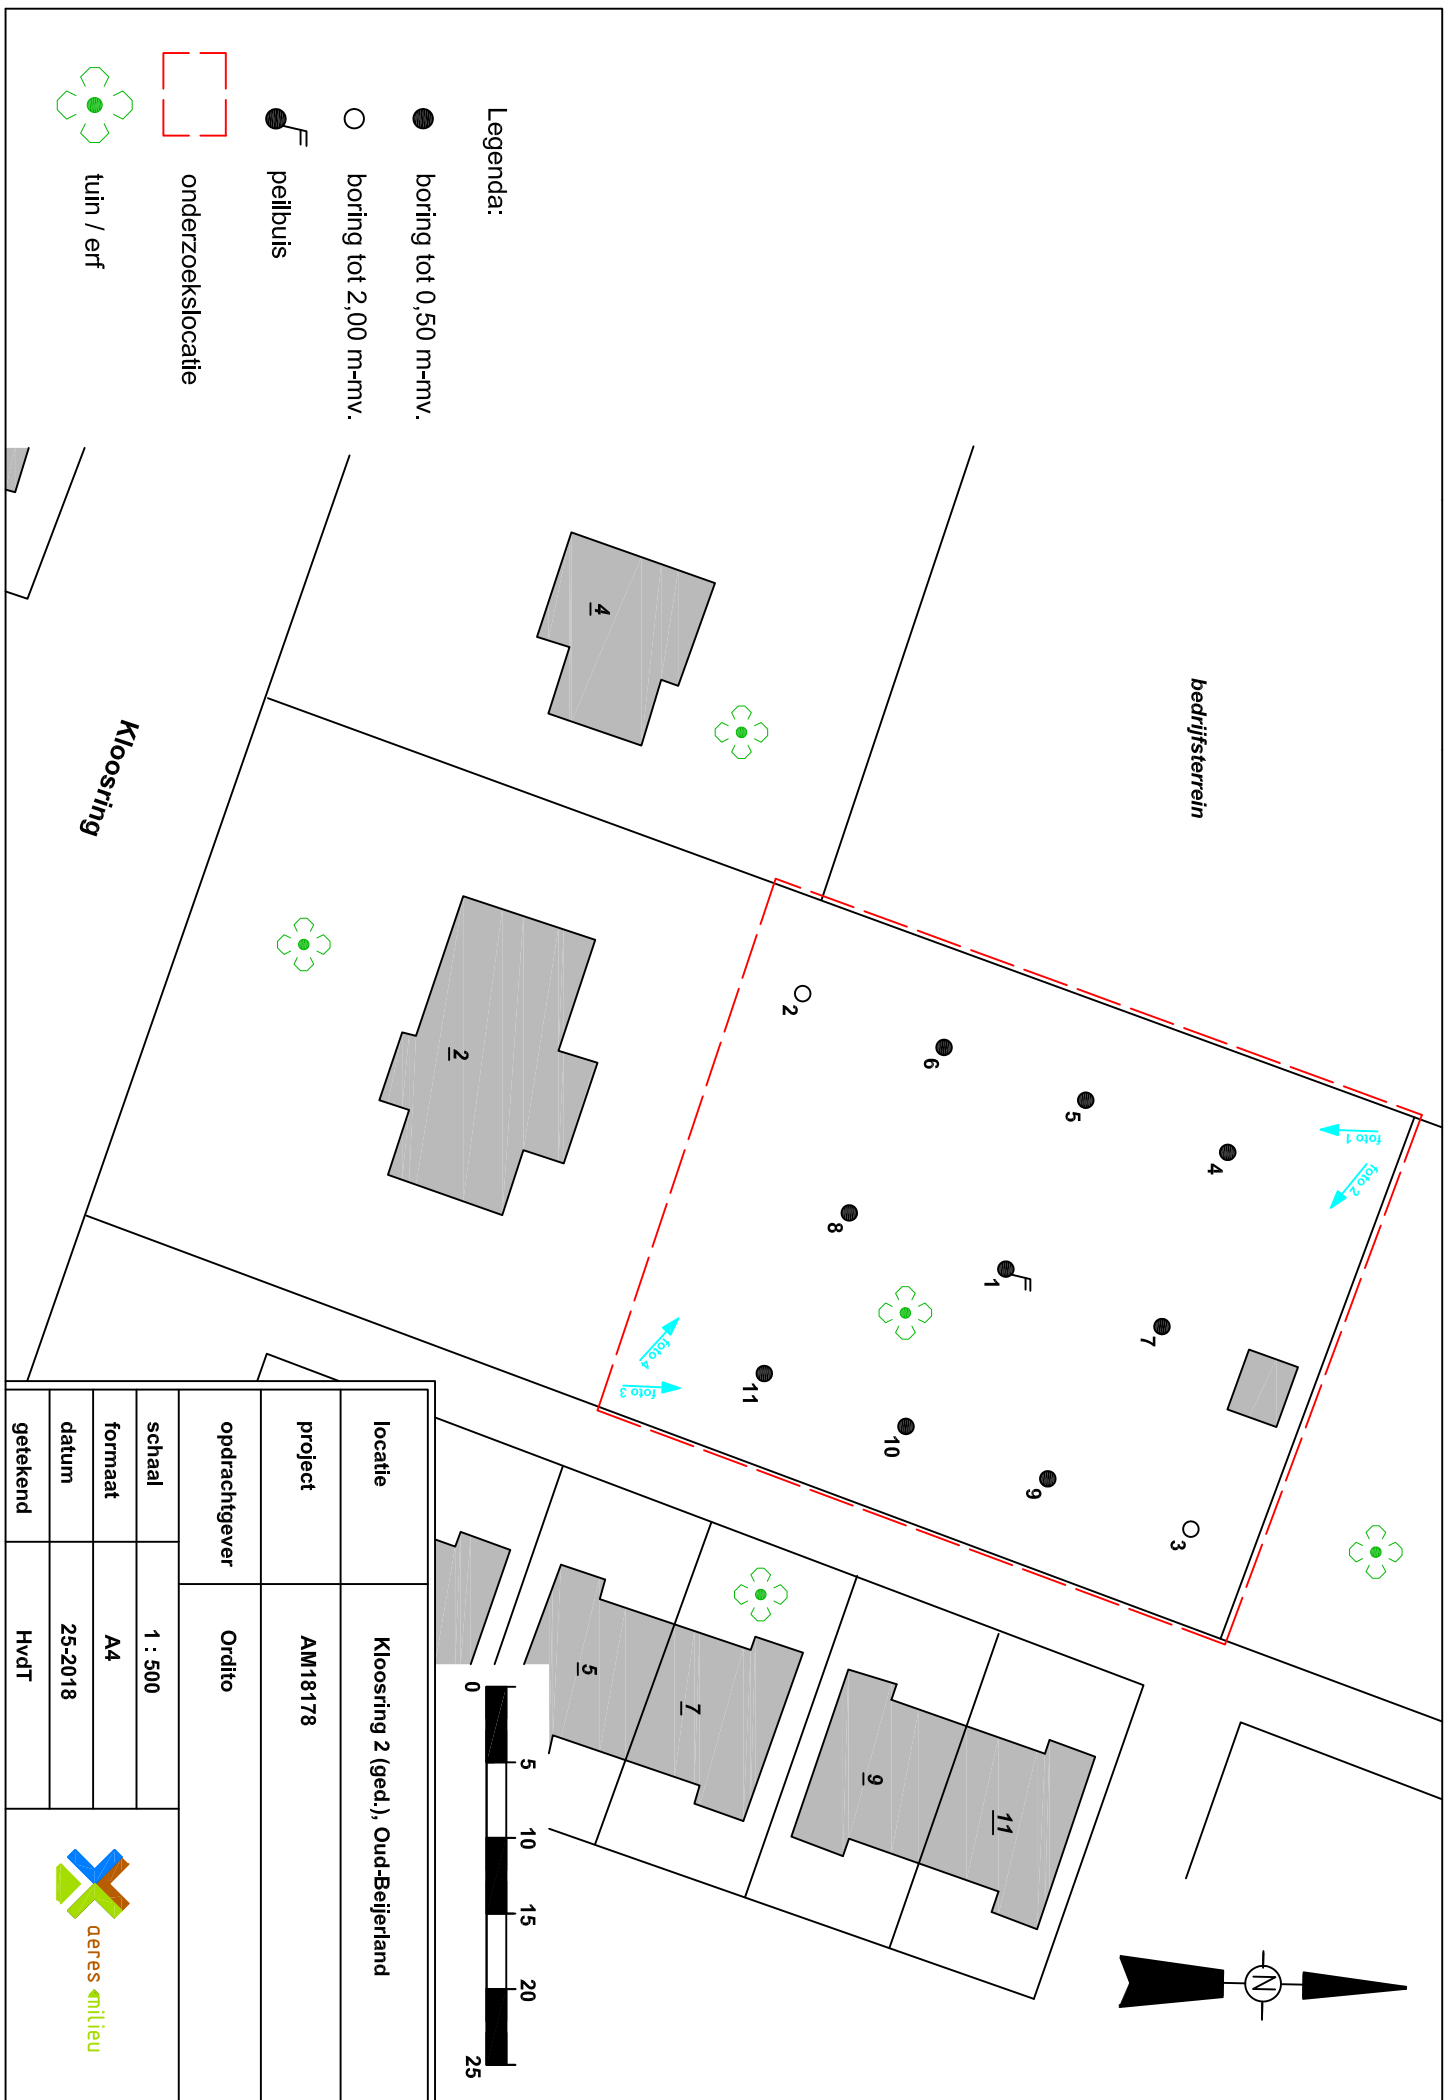 Legenda:
boring tot 0,50 m-mv.
boring tot 2,00 m-mv.
peilbuis
onderzoekslocatie
tuin / erf
bedrijfsterrein
Kloosring
4
2
foto 1
foto 2
foto 3
foto 4
4
5
6
2
7
1
8
3
9
10
11
5
7
9
11
N
0
5
10
15
20
25
locatie
Kloosring 2 (ged.), Oud-Beijerland
project
AM18178
opdrachtgever
Ordito
schaal
1 : 500
formaat
A4
datum
25-2018
getekend
HvdT
aeres milieu